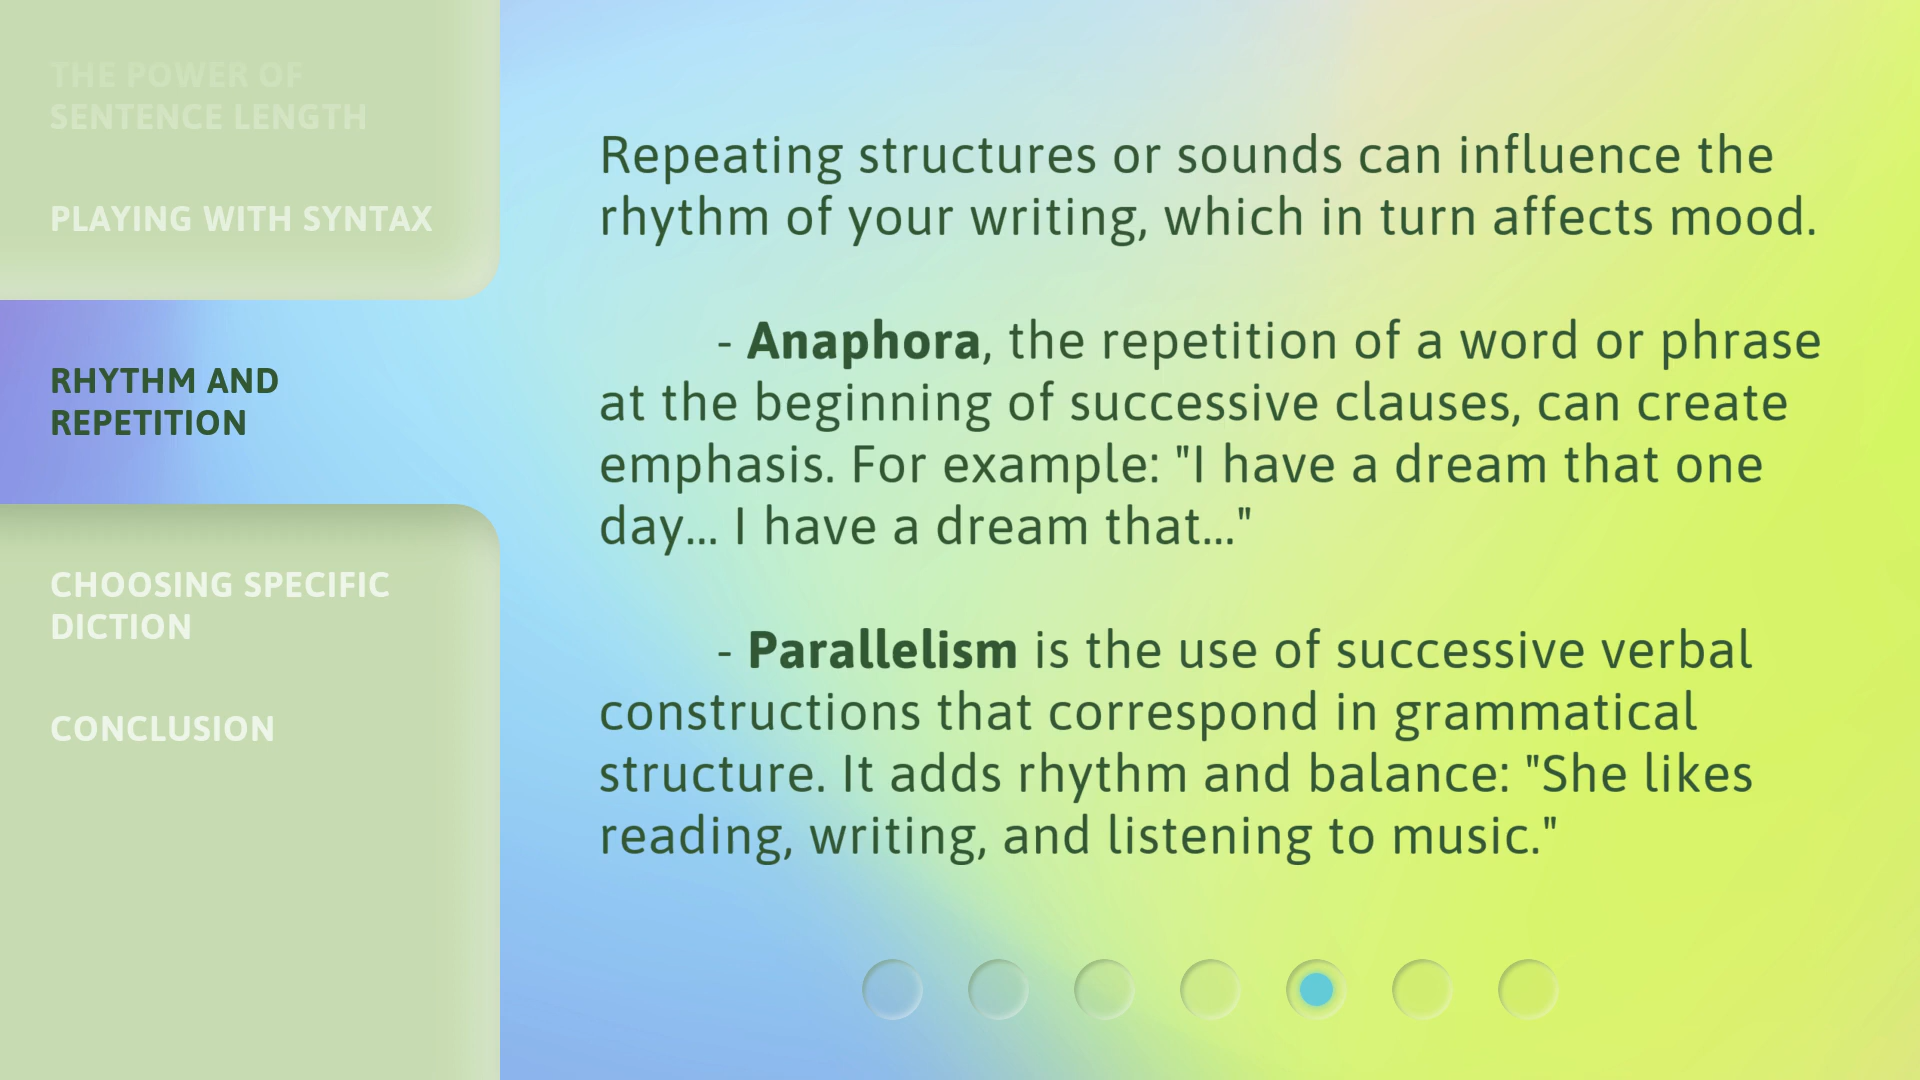 THE POWER OF
SENTENCE LENGTH
PLAYING WITH SYNTAX
RHYTHM AND
REPETITION
CHOOSING SPECIFIC
DICTION
CONCLUSION
Repeating structures or sounds can influence the
rhythm of your writing, which in turn affects mood.
- Anaphora, the repetition of a word or phrase
at the beginning of successive clauses, can create
emphasis. For example: "I have a dream that one
day... I have a dream that..."
- Parallelism is the use of successive verbal
constructions that correspond in grammatical
structure. It adds rhythm and balance: "She likes
reading, writing, and listening to music."